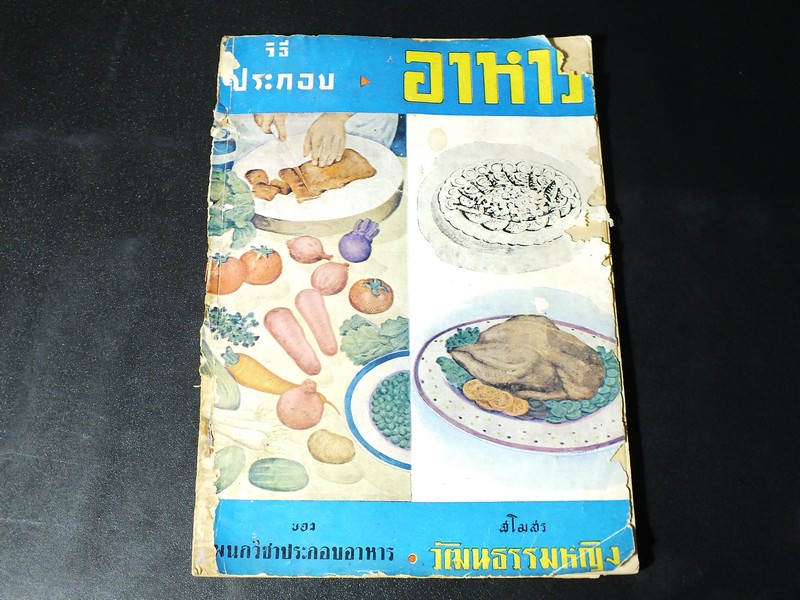 วิธี
ประกอบ อาหาร
ของ
แผนกวิชาประกอบอาหาร • สโมสร
วัฒนธรรมหญิง